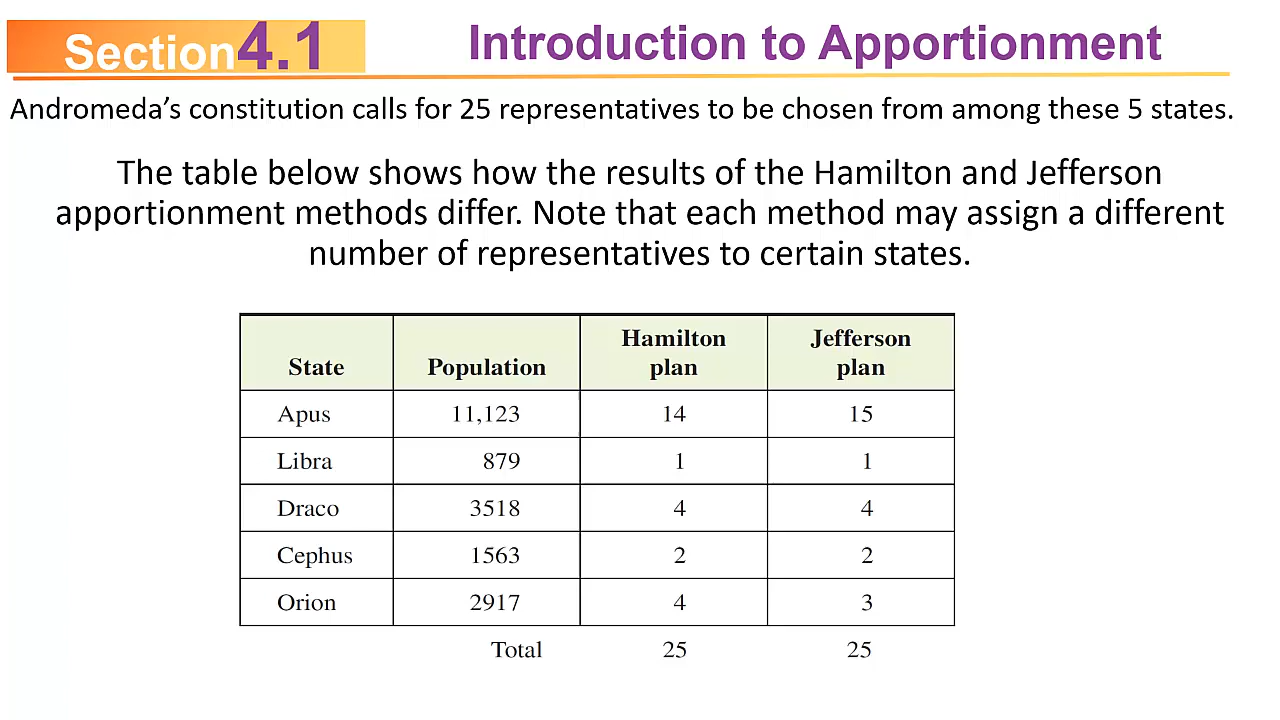 Section4.1 Introduction to Apportionment
Andromeda’s constitution calls for 25 representatives to be chosen from among these 5 states.
The table below shows how the results of the Hamilton and Jefferson
apportionment methods differ. Note that each method may assign a different
number of representatives to certain states.
State Population Hamilton plan Jefferson plan
Apus 11,123 14 15
Libra 879 1 1
Draco 3518 4 4
Cephus 1563 2 2
Orion 2917 4 3
Total 25 25